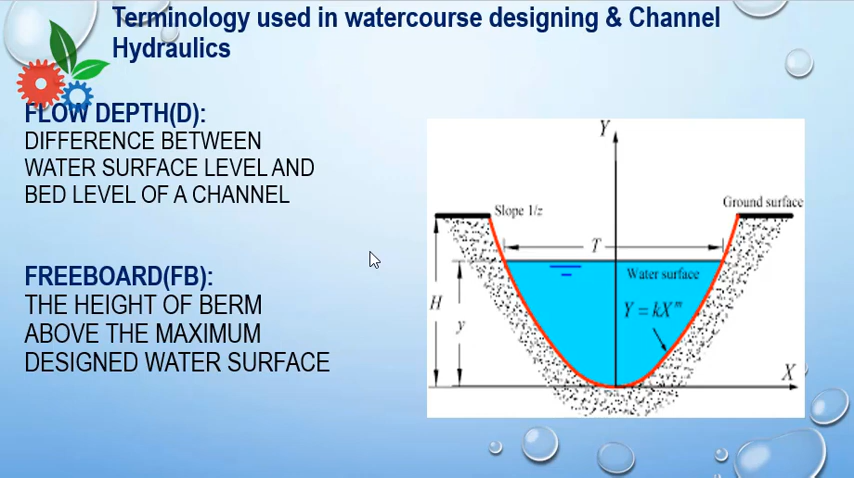 Terminology used in watercourse designing & Channel
Hydraulics
FLOW DEPTH(D):
DIFFERENCE BETWEEN
WATER SURFACE LEVEL AND
BED LEVEL OF A CHANNEL
FREEBOARD(FB):
THE HEIGHT OF BERM
ABOVE THE MAXIMUM
DESIGNED WATER SURFACE
Y
Slope 1/z
Ground surface
T
Water surface
H
y
Y = kX^m
X